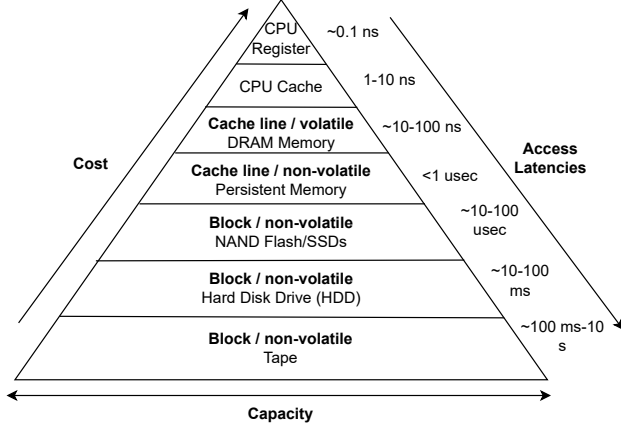 CPU
Register
~0.1 ns
CPU Cache
1-10 ns
Cache line / volatile
DRAM Memory
~10-100 ns
Cost
Access
Latencies
Cache line / non-volatile
Persistent Memory
<1 usec
Block / non-volatile
NAND Flash/SSDs
~10-100
usec
Block / non-volatile
Hard Disk Drive (HDD)
~10-100
ms
Block / non-volatile
Tape
~100 ms-10
s
Capacity